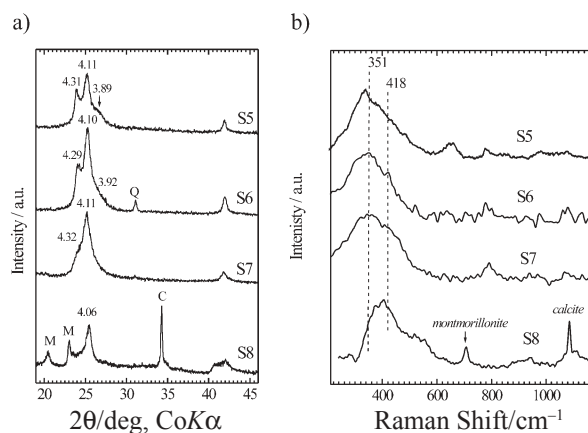 a)
4.11
4.31
3.89
S5
4.10
4.29
3.92
Q
S6
4.11
4.32
S7
C
M
M
4.06
S8
20 25 30 35 40 45
2θ/deg, CoKα
Intensity / a.u.
b)
351
418
S5
S6
S7
montmorillonite
S8
calcite
400 600 800 1000
Raman Shift/cm–1
Intenisty / a.u.